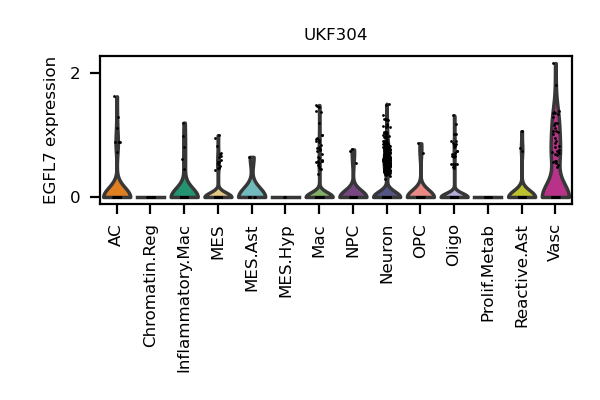 UKF304
EGFL7 expression
2
0
AC
Chromatin.Reg
Inflammatory.Mac
MES
MES.Ast
MES.Hyp
Mac
NPC
Neuron
OPC
Oligo
Prolif.Metab
Reactive.Ast
Vasc